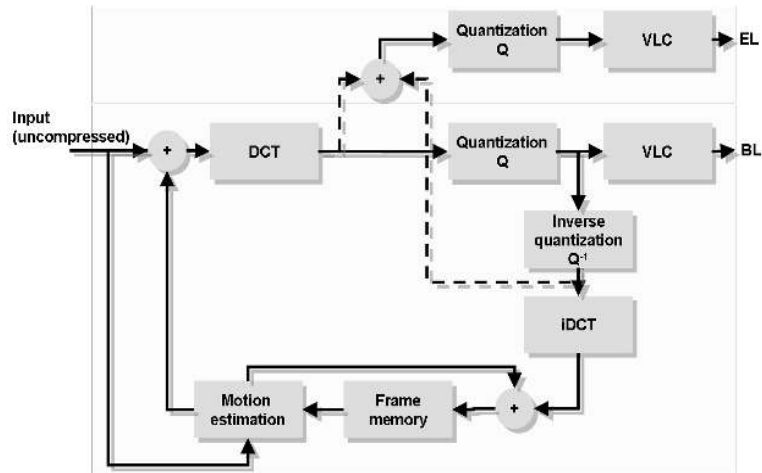 Quantization
Q
VLC
EL
+
Input
(uncompressed)
+
DCT
Quantization
Q
VLC
BL
Inverse
quantization
Q⁻¹
iDCT
Motion
estimation
Frame
memory
+